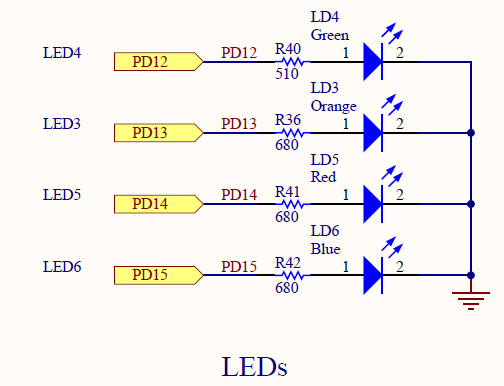 LD4
Green
LED4 PD12 PD12 R40 1 2
510
LD3
Orange
LED3 PD13 PD13 R36 1 2
680
LD5
Red
LED5 PD14 PD14 R41 1 2
680
LD6
Blue
LED6 PD15 PD15 R42 1 2
680
LEDs